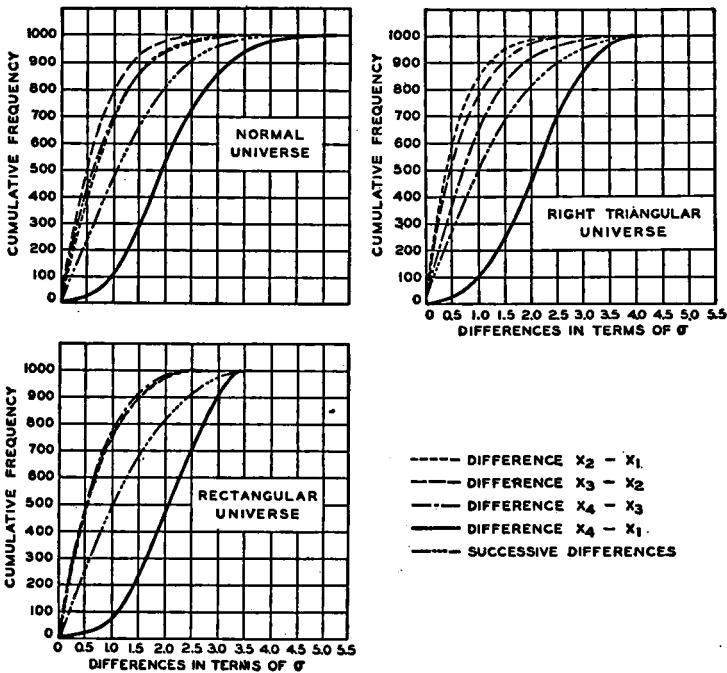 CUMULATIVE FREQUENCY
1000
900
800
700
600
500
400
300
200
100
0
NORMAL
UNIVERSE
CUMULATIVE FREQUENCY
1000
900
800
700
600
500
400
300
200
100
0
RIGHT TRIANGULAR
UNIVERSE
0 0.5 1.0 1.5 2.0 2.5 3.0 3.5 4.0 4.5 5.0 5.5
DIFFERENCES IN TERMS OF σ
CUMULATIVE FREQUENCY
1000
900
800
700
600
500
400
300
200
100
0
RECTANGULAR
UNIVERSE
0 0.5 1.0 1.5 2.0 2.5 3.0 3.5 4.0 4.5 5.0 5.5
DIFFERENCES IN TERMS OF σ
DIFFERENCE X₂ - X₁
DIFFERENCE X₃ - X₂
DIFFERENCE X₄ - X₃
DIFFERENCE X₄ - X₁
SUCCESSIVE DIFFERENCES